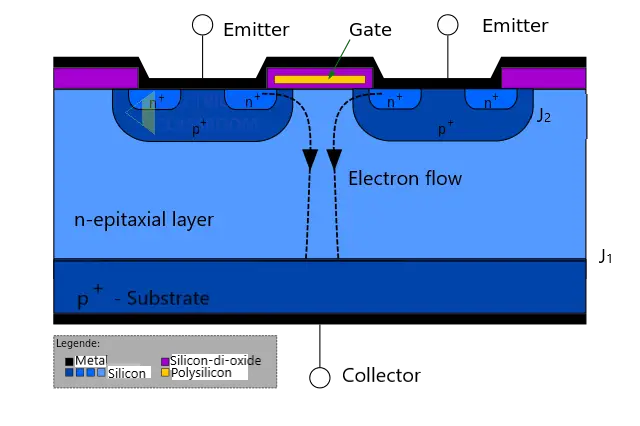 Emitter
Gate
Emitter
n+
n+
n+
n+
p+
p+
J2
Electron flow
n-epitaxial layer
J1
p+ - Substrate
Legende:
Metal
Silicon-di-oxide
Silicon
Polysilicon
Collector